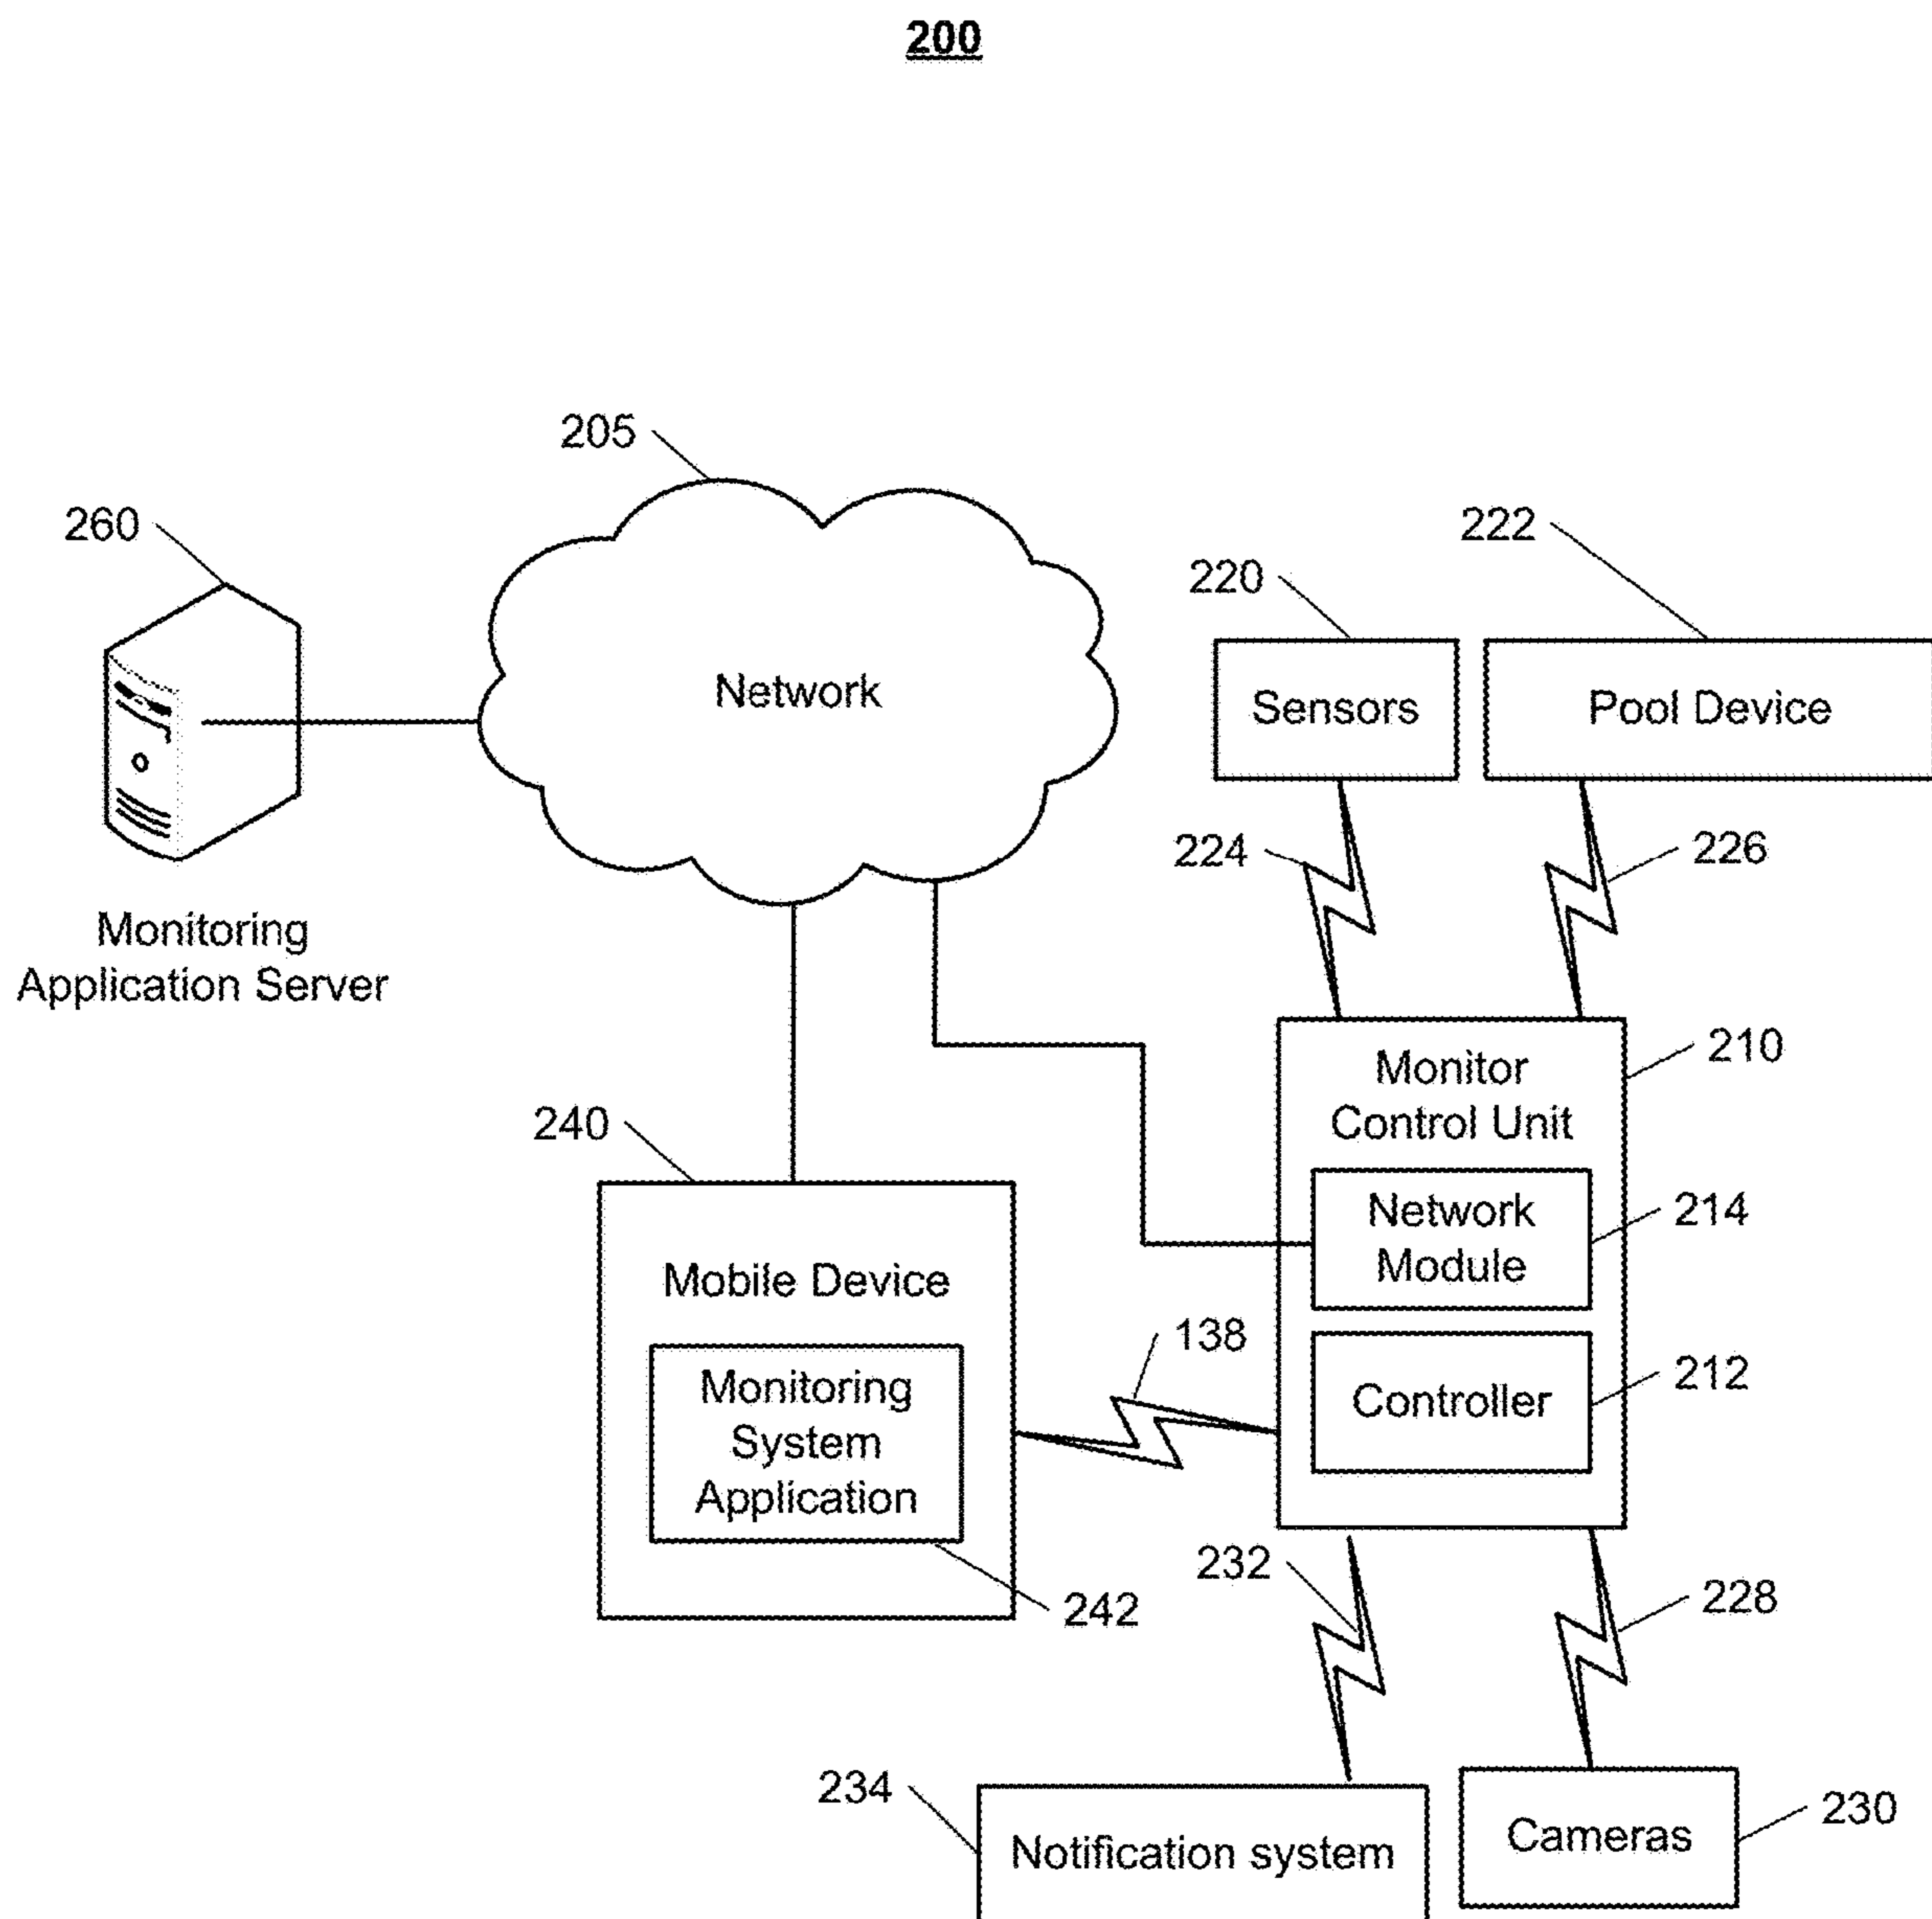 200
205
260
222
220
Network
Sensors
Pool Device
224
226
Monitoring
Application Server
210
Monitor
Control Unit
240
Network
Module
214
Mobile Device
138
Controller
212
Monitoring
System
Application
232
242
228
234
230
Notification system
Cameras